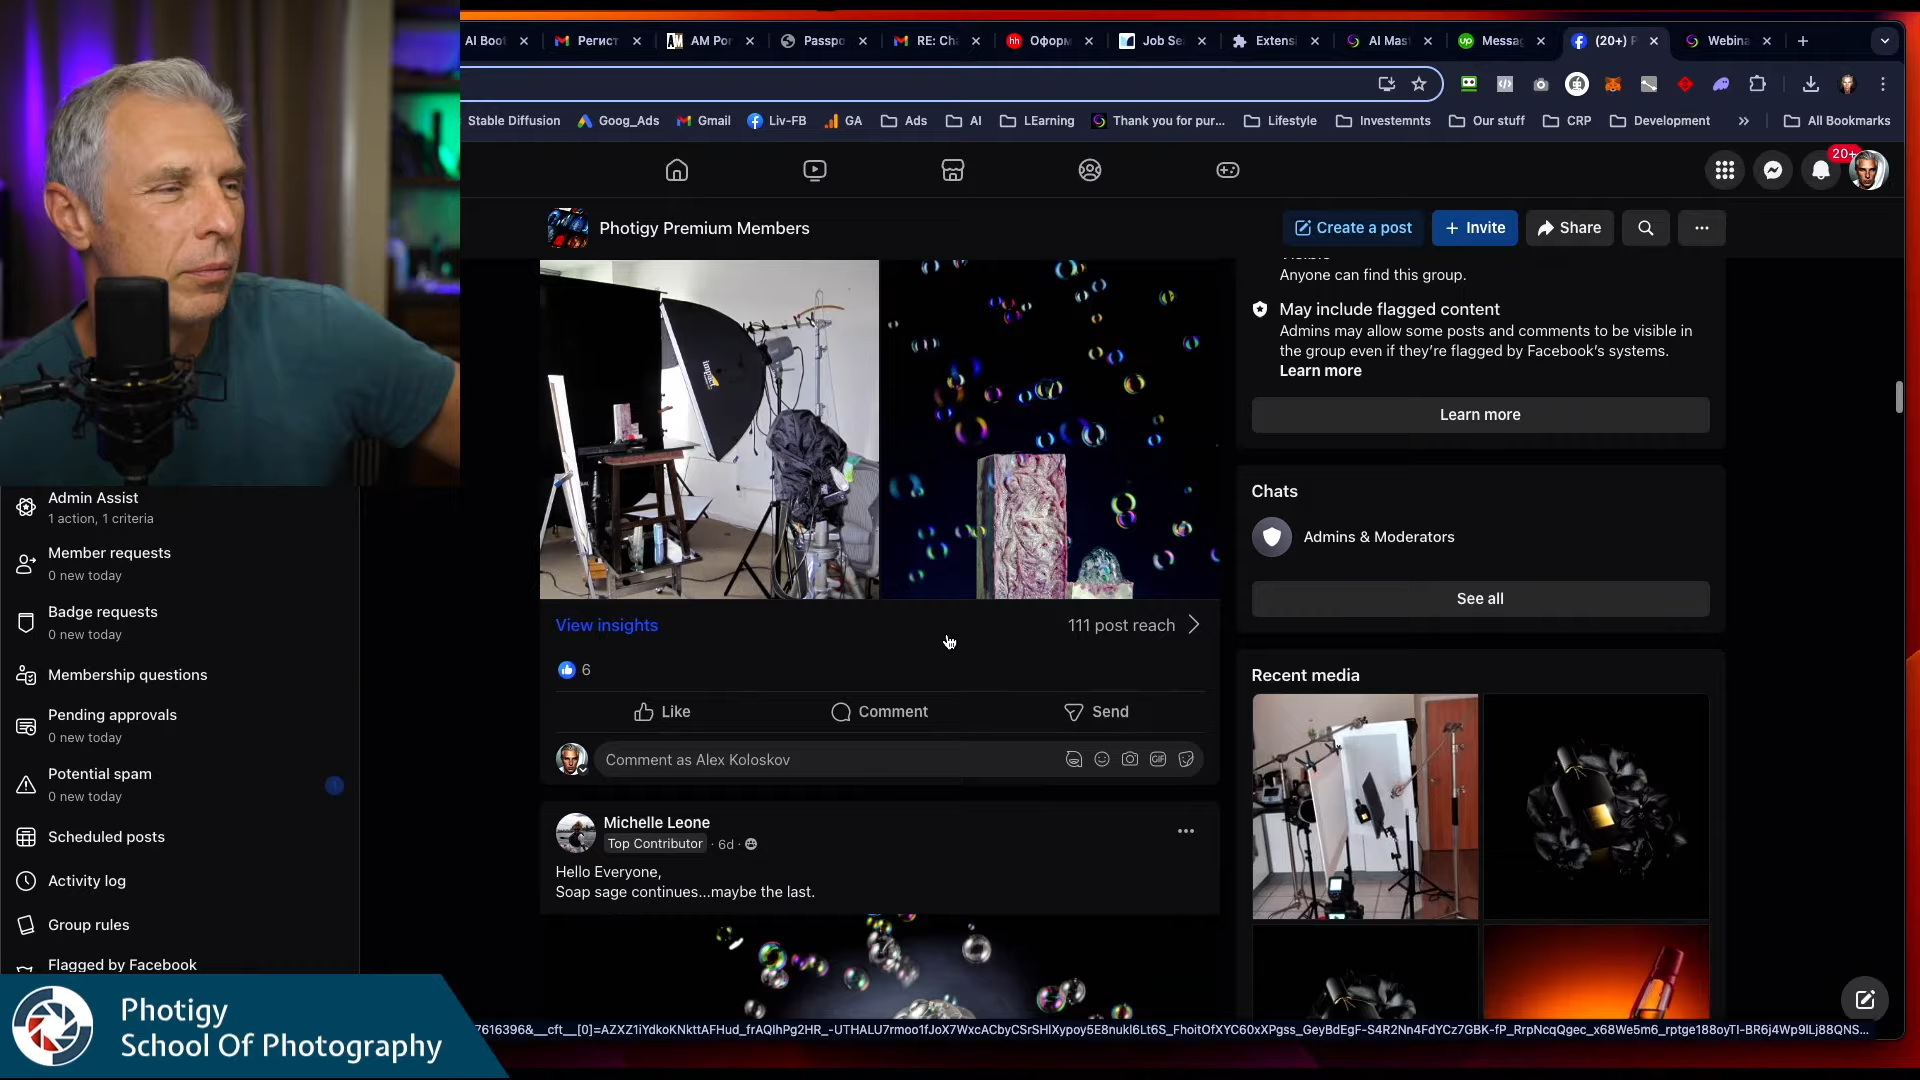 AI Boot
Регист
AM Por
Passpo
RE: Cha
Оформ
Job Se
Extensi
AI Mast
Messag
(20+) F
Webina
Stable Diffusion
Goog_Ads
Gmail
Liv-FB
GA
Ads
AI
LEarning
Thank you for pur...
Lifestyle
Investemnts
Our stuff
CRP
Development
All Bookmarks
20+
Photigy Premium Members
Create a post
+ Invite
Share
Anyone can find this group.
May include flagged content
Admins may allow some posts and comments to be visible in
the group even if they're flagged by Facebook's systems.
Learn more
Learn more
Chats
Admins & Moderators
See all
Recent media
impact
View insights
111 post reach
6
Like
Comment
Send
Comment as Alex Koloskov
GIF
Michelle Leone
Top Contributor · 6d ·
Hello Everyone,
Soap sage continues...maybe the last.
Admin Assist
1 action, 1 criteria
Member requests
0 new today
Badge requests
0 new today
Membership questions
Pending approvals
0 new today
Potential spam
0 new today
1
Scheduled posts
Activity log
Group rules
Flagged by Facebook
Photigy
School Of Photography